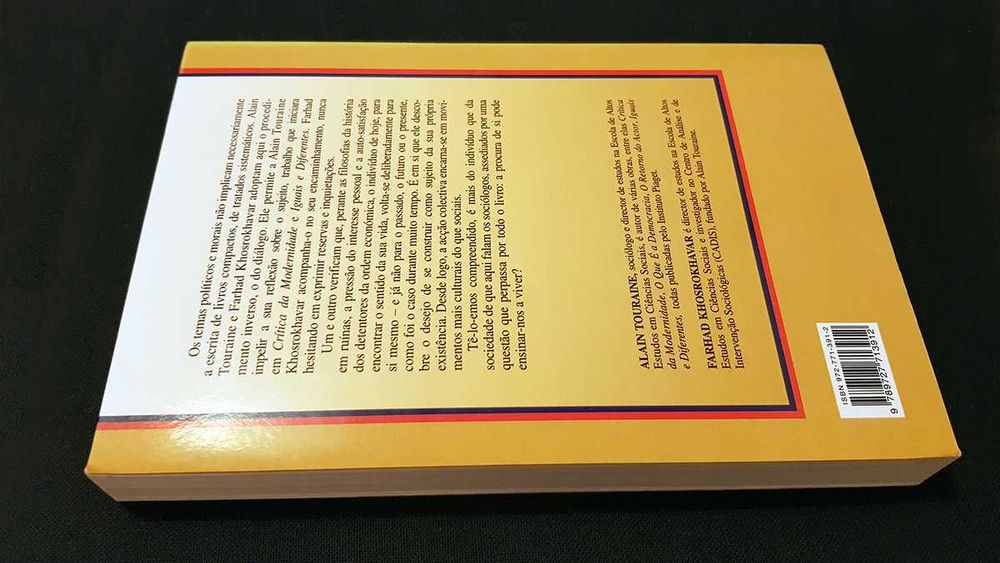 Os temas políticos e morais não implicam necessariamente
a escrita de livros compactos, de tratados sistemáticos. Alain
Touraine e Farhad Khosrokhavar adoptam aqui o procedi-
mento inverso, o do diálogo. Ele permite a Alain Touraine
impelir a sua reflexão sobre o sujeito, trabalho que iniciara
em Crítica da Modernidade e Iguais e Diferentes. Farhad
Khosrokhavar acompanha-o no seu encaminhamento, nunca
hesitando em exprimir reservas e inquietações.
Um e outro verificam que, perante as filosofias da história
em ruínas, a pressão do interesse pessoal e a auto-satisfação
dos detentores da ordem económica, o indivíduo de hoje, para
encontrar o sentido da sua vida, volta-se deliberadamente para
si mesmo – e já não para o passado, o futuro ou o presente,
como foi o caso durante muito tempo. É em si que ele desco-
bre o desejo de se construir como sujeito da sua própria
existência. Desde logo, a acção colectiva encarna-se em movi-
mentos mais culturais do que sociais.
Tê-lo-emos compreendido, é mais do indivíduo que da
sociedade de que aqui falam os sociólogos, assediados por uma
questão que perpassa por todo o livro: a procura de si pode
ensinar-nos a viver?
ALAIN TOURAINE, sociólogo e director de estudos na Escola de Altos
Estudos em Ciências Sociais, é autor de várias obras, entre elas Crítica
da Modernidade, O Que É a Democracia, O Retorno do Actor, Iguais
e Diferentes, todas publicadas pelo Instituto Piaget.
FARHAD KHOSROKHAVAR é director de estudos na Escola de Altos
Estudos em Ciências Sociais e investigador no Centro de Análise e de
Intervenção Sociológicas (CADIS), fundado por Alain Touraine.
ISBN 972-771-391-2
9 789727 713912